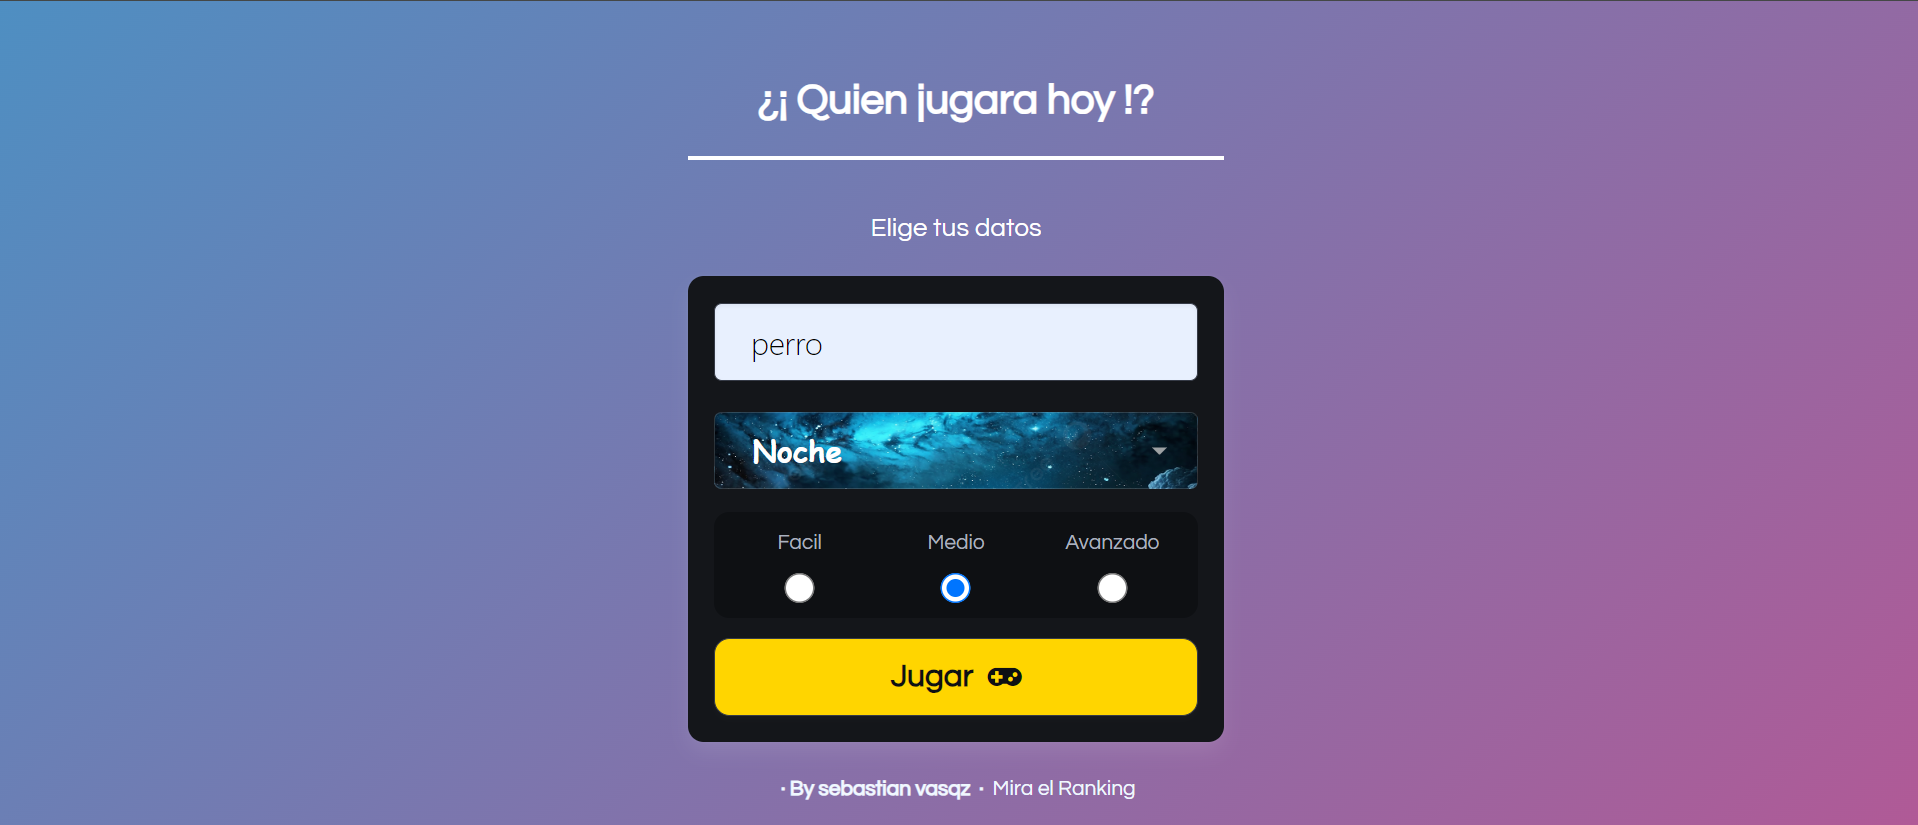 ¿¡ Quien jugara hoy !?
Elige tus datos
perro
Noche
Facil Medio Avanzado
Jugar
· By sebastian vasqz · Mira el Ranking